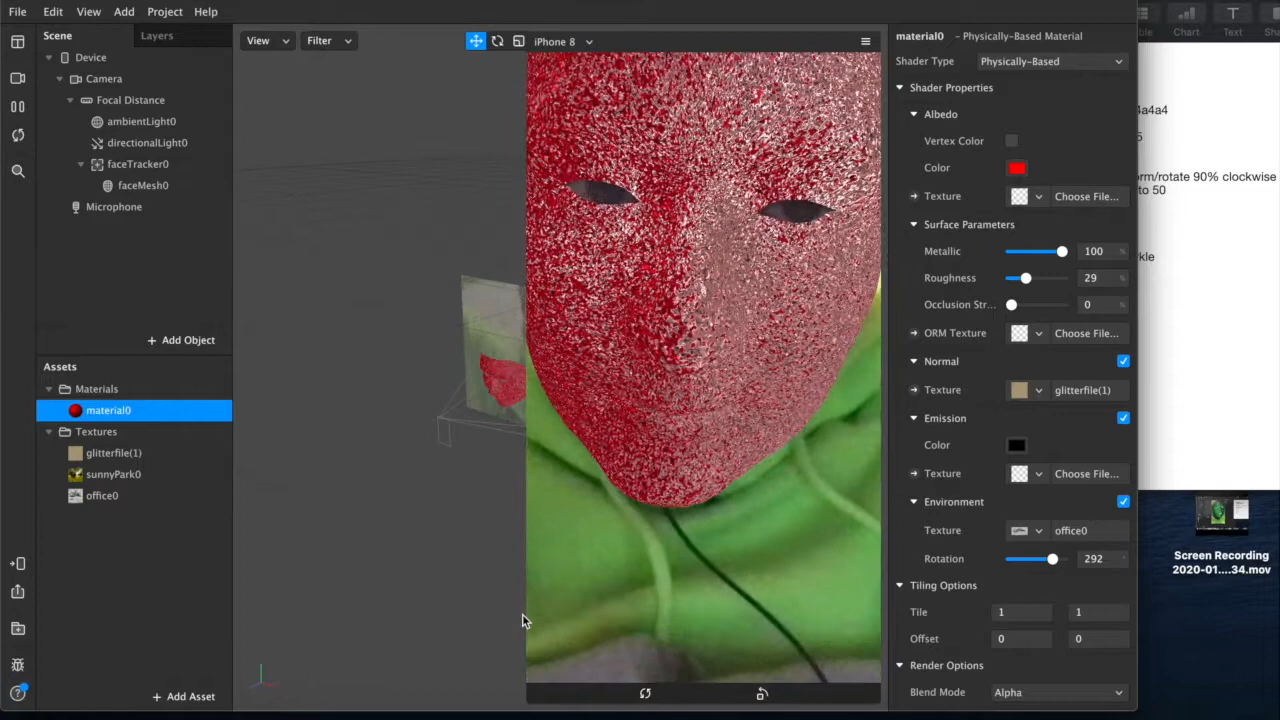 File Edit View Add Project Help
Scene Layers
Device
Camera
Focal Distance
ambientLight0
directionalLight0
faceTracker0
faceMesh0
Microphone
+ Add Object
Assets
Materials
material0
Textures
glitterfile(1)
sunnyPark0
office0
+ Add Asset
View Filter
iPhone 8
material0 - Physically-Based Material
Shader Type Physically-Based
Shader Properties
Albedo
Vertex Color
Color
Texture Choose File...
Surface Parameters
Metallic 100 %
Roughness 29 %
Occlusion Str... 0 %
ORM Texture Choose File...
Normal
Texture glitterfile(1)
Emission
Color
Texture Choose File...
Environment
Texture office0
Rotation 292 °
Tiling Options
Tile 1 1
Offset 0 0
Render Options
Blend Mode Alpha
ble Chart Text Sha
4a4a4
5
orm/rotate 90% clockwise
to 50
kle
Screen Recording
2020-01....34.mov